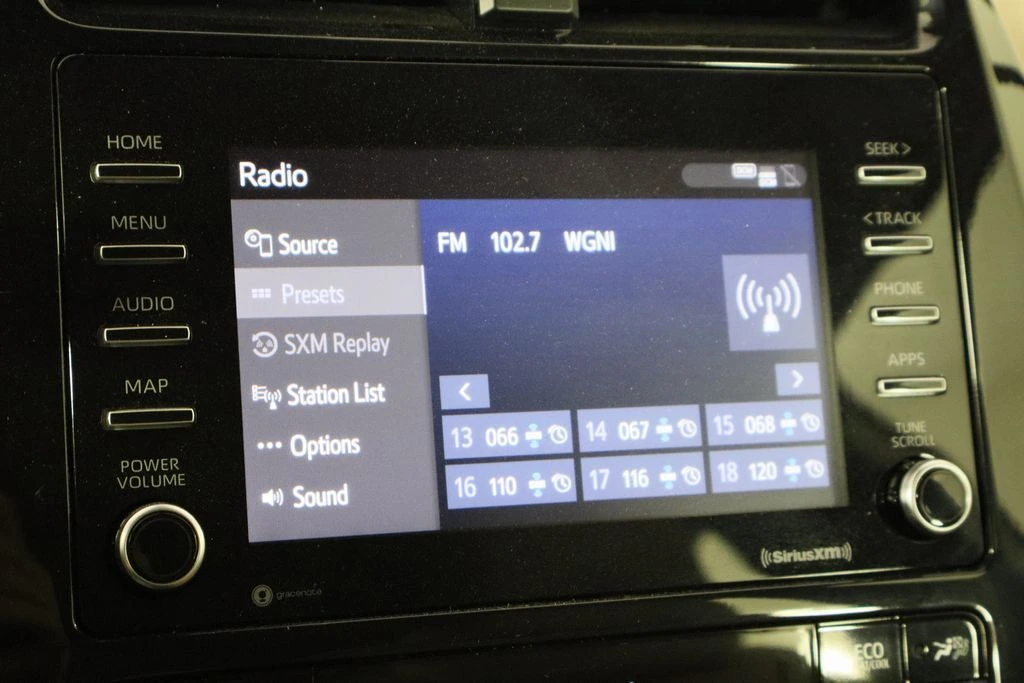 HOME
MENU
AUDIO
MAP
POWER
VOLUME
Radio
Source
Presets
SXM Replay
Station List
Options
Sound
FM 102.7 WGNI
<
>
13 066
14 067
15 068
16 110
17 116
18 120
SEEK >
< TRACK
PHONE
APPS
TUNE
SCROLL
gracenote
SiriusXM
ECO